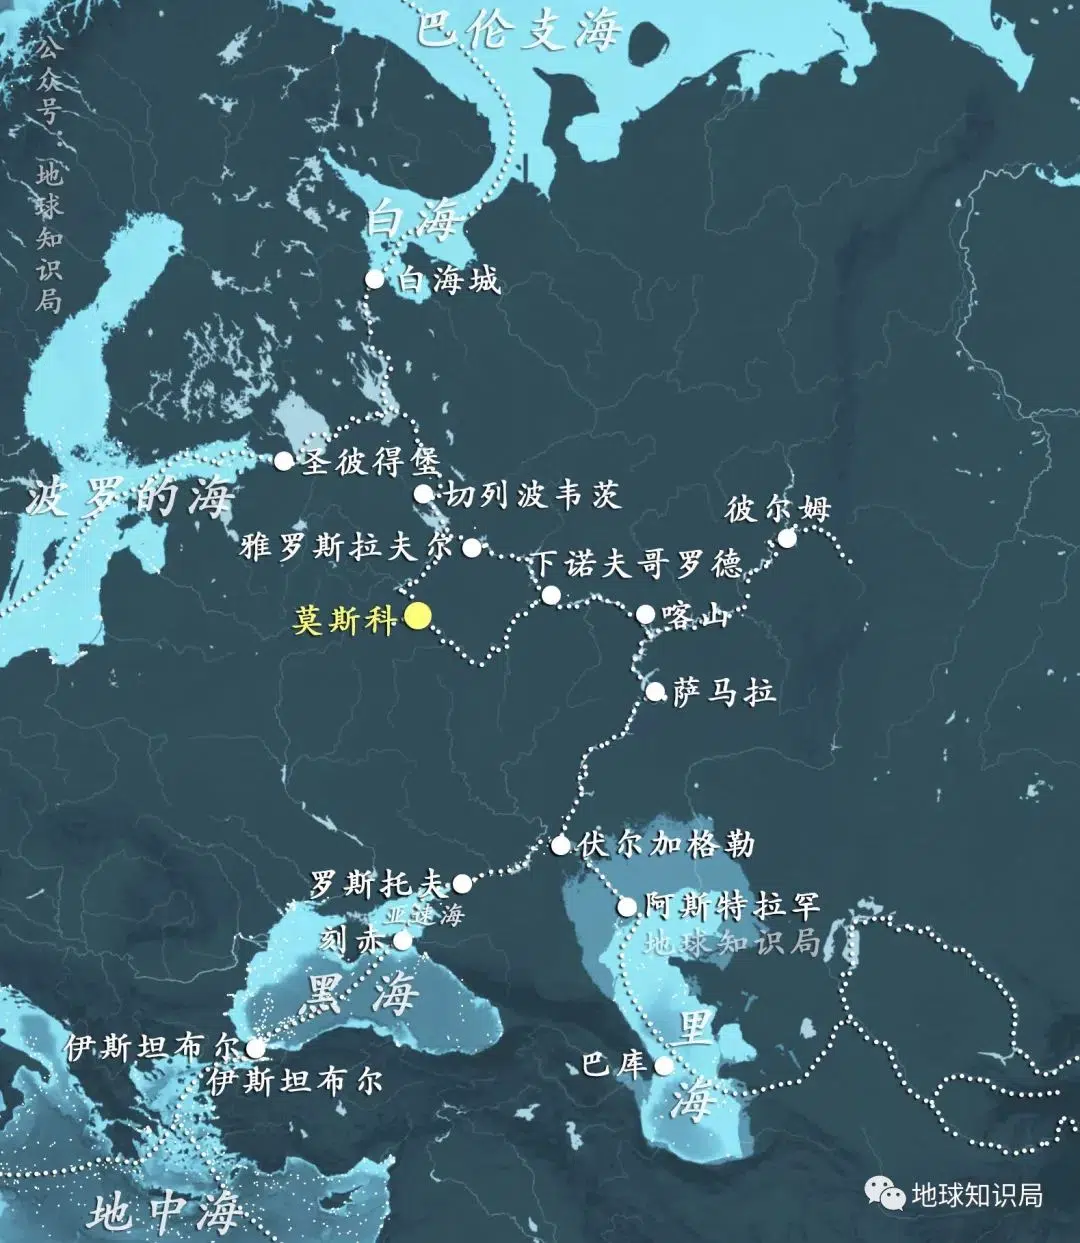 巴伦支海
公众号：地球知识局
白海
白海城
圣彼得堡
波罗的海
切列波韦茨
彼尔姆
雅罗斯拉夫尔
下诺夫哥罗德
莫斯科
喀山
萨马拉
伏尔加格勒
罗斯托夫
阿斯特拉罕
亚速海
刻赤
地球知识局
黑海
里海
伊斯坦布尔
巴库
伊斯坦布尔
地中海
地球知识局